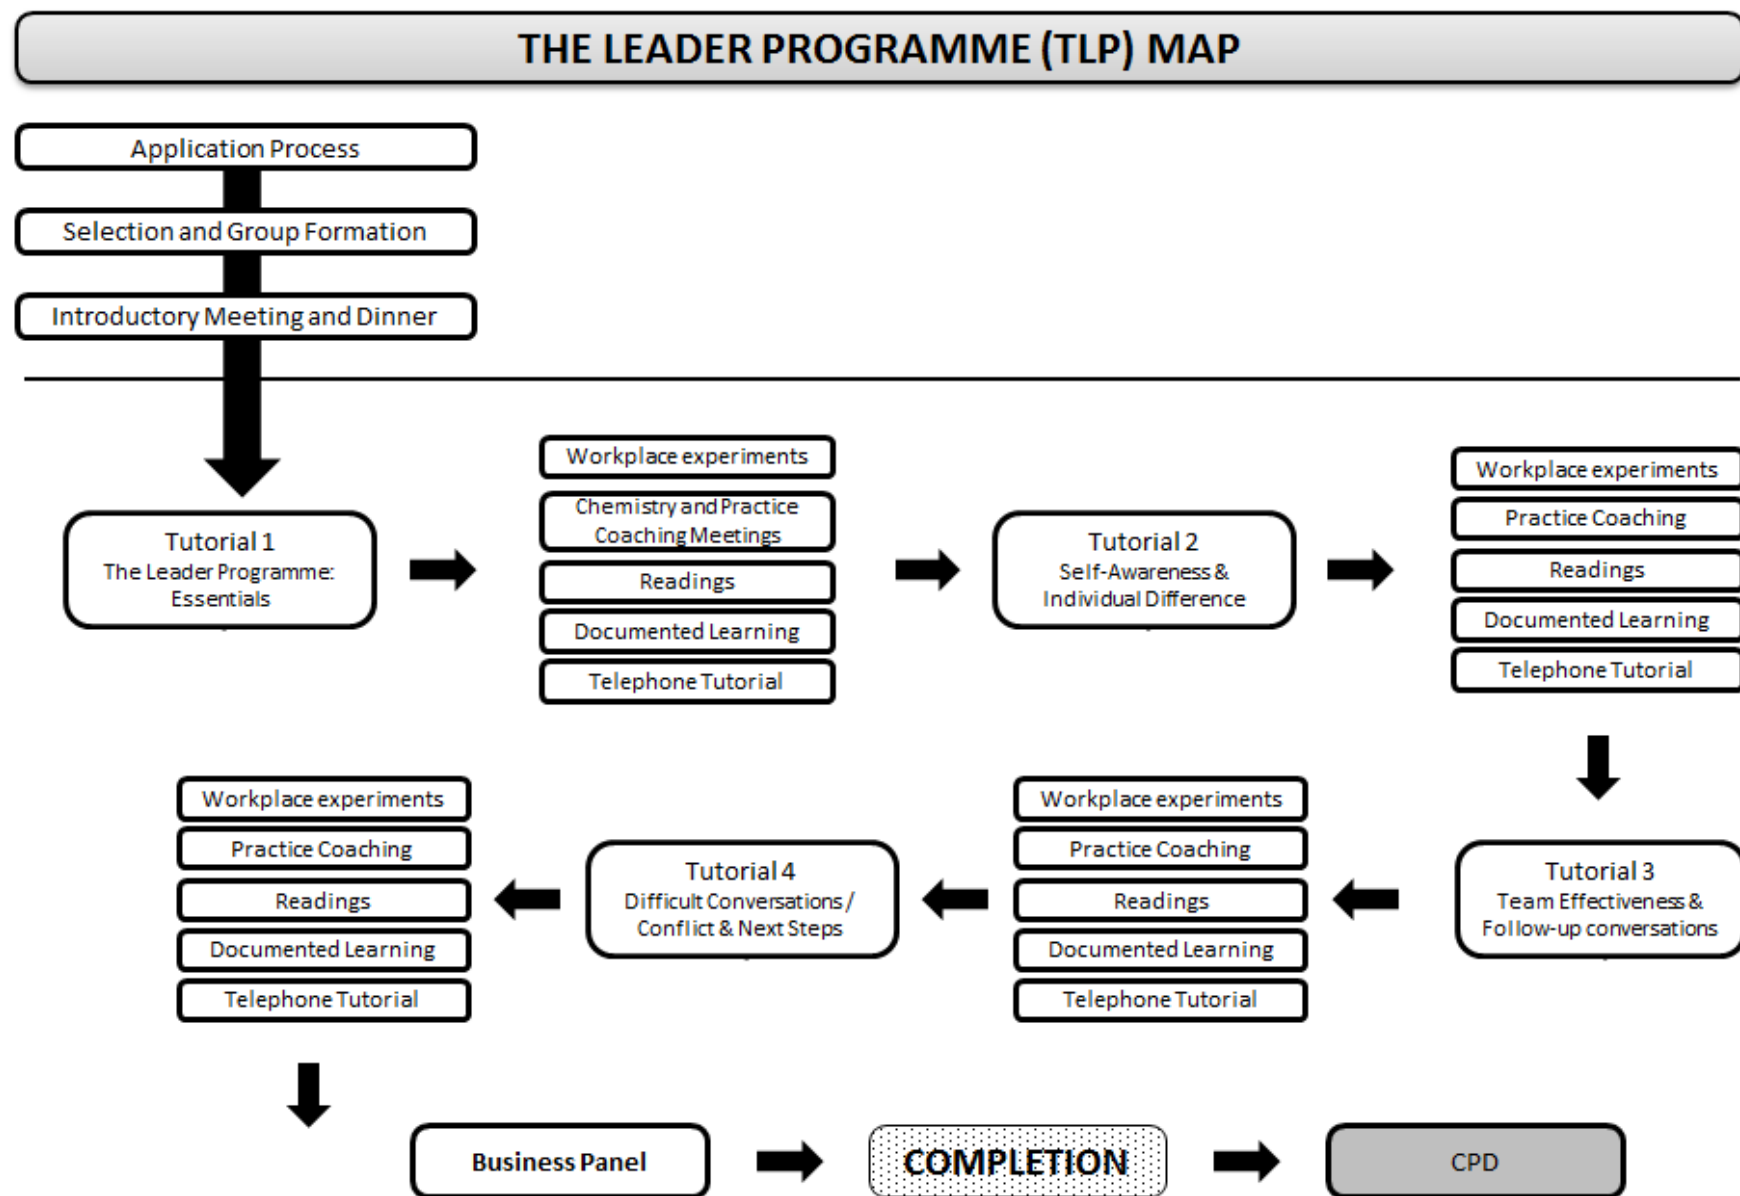 THE LEADER PROGRAMME (TLP) MAP
Application Process
Selection and Group Formation
Introductory Meeting and Dinner
Tutorial 1
The Leader Programme:
Essentials
Workplace experiments
Chemistry and Practice
Coaching Meetings
Readings
Documented Learning
Telephone Tutorial
Tutorial 2
Self-Awareness &
Individual Difference
Workplace experiments
Practice Coaching
Readings
Documented Learning
Telephone Tutorial
Tutorial 3
Team Effectiveness &
Follow-up conversations
Workplace experiments
Practice Coaching
Readings
Documented Learning
Telephone Tutorial
Tutorial 4
Difficult Conversations /
Conflict & Next Steps
Workplace experiments
Practice Coaching
Readings
Documented Learning
Telephone Tutorial
Business Panel
COMPLETION
CPD